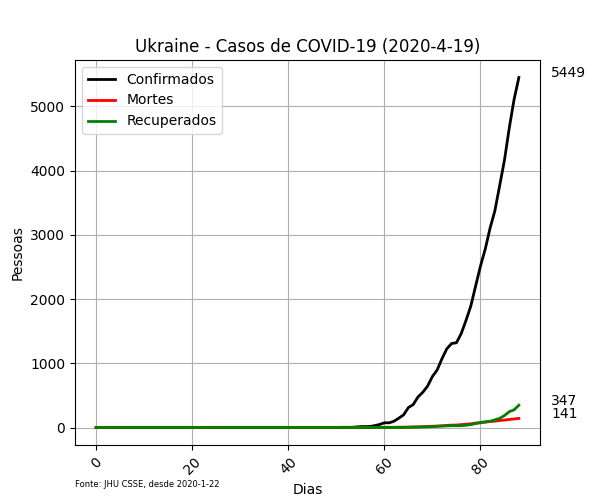 Ukraine - Casos de COVID-19 (2020-4-19)
Confirmados
Mortes
Recuperados
5449
347
141
5000
4000
3000
2000
1000
0
Pessoas
0
20
40
60
80
Dias
Fonte: JHU CSSE, desde 2020-1-22